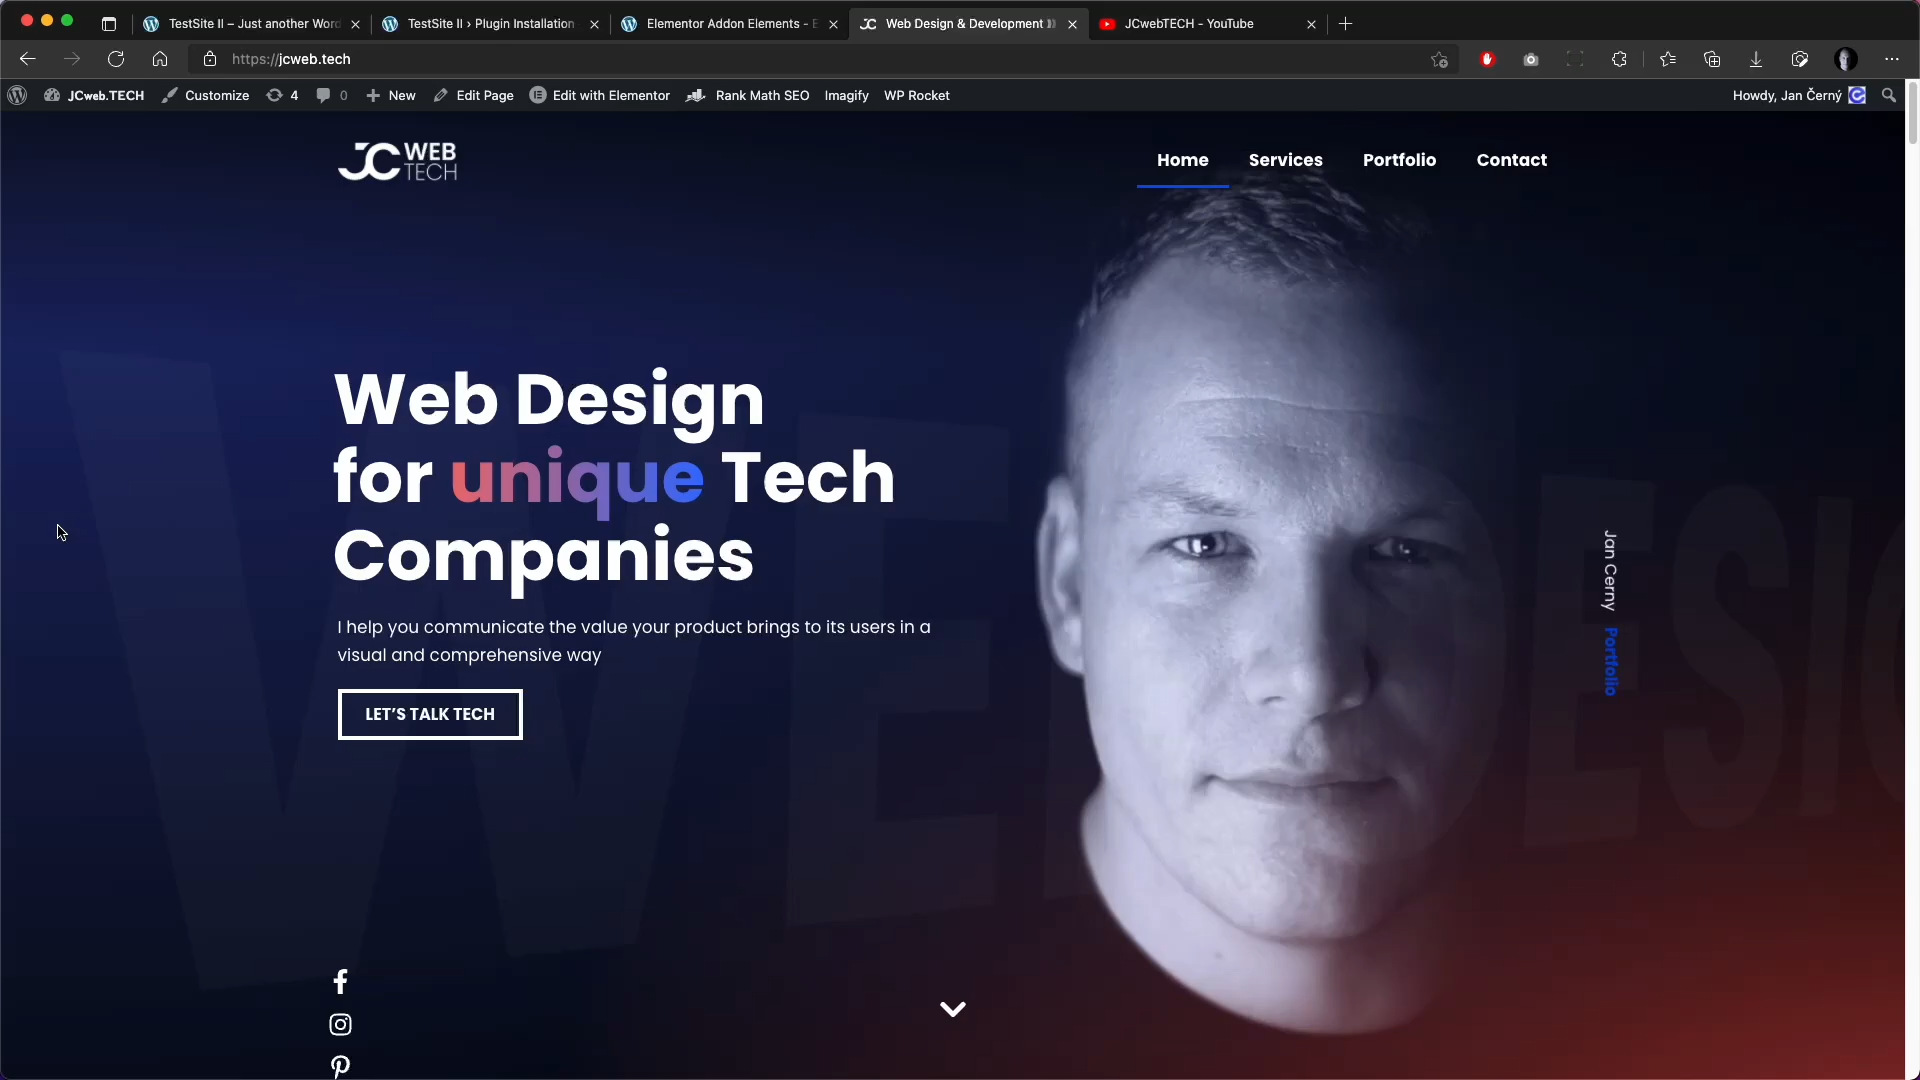 TestSite II – Just another Word
TestSite II › Plugin Installation
Elementor Addon Elements - E
Web Design & Development
JCwebTECH - YouTube
https://jcweb.tech
JCweb.TECH
Customize
4
0
New
Edit Page
Edit with Elementor
Rank Math SEO
Imagify
WP Rocket
Howdy, Jan Černý
JC WEB
TECH
Home
Services
Portfolio
Contact
Web Design
for unique Tech
Companies
I help you communicate the value your product brings to its users in a
visual and comprehensive way
LET’S TALK TECH
Jan Cerny Portfolio
WEB DESIG